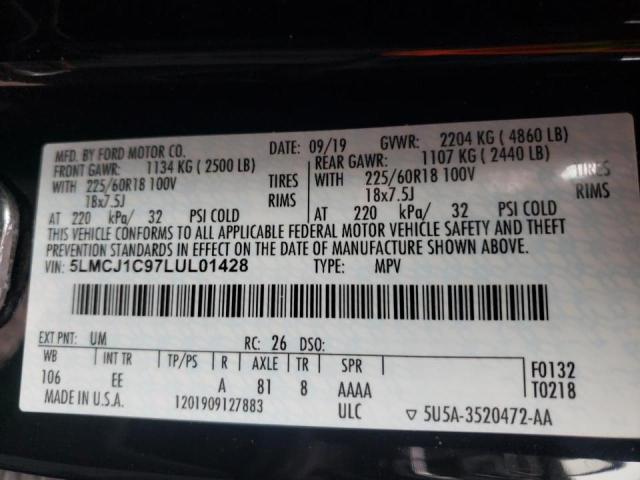 MFD. BY FORD MOTOR CO. DATE: 09/19 GVWR: 2204 KG ( 4860 LB)
FRONT GAWR: 1134 KG ( 2500 LB) REAR GAWR: 1107 KG ( 2440 LB)
WITH 225/60R18 100V TIRES WITH 225/60R18 100V TIRES
18x7.5J RIMS 18x7.5J RIMS
AT 220 kPa/ 32 PSI COLD AT 220 kPa/ 32 PSI COLD
THIS VEHICLE CONFORMS TO ALL APPLICABLE FEDERAL MOTOR VEHICLE SAFETY AND THEFT
PREVENTION STANDARDS IN EFFECT ON THE DATE OF MANUFACTURE SHOWN ABOVE.
VIN: 5LMCJ1C97LUL01428 TYPE: MPV
EXT PNT: UM RC: 26 DSO:
WB INT TR TP/PS R AXLE TR SPR F0132
106 EE A 81 8 AAAA T0218
MADE IN U.S.A. 1201909127883 ULC ▽ 5U5A-3520472-AA